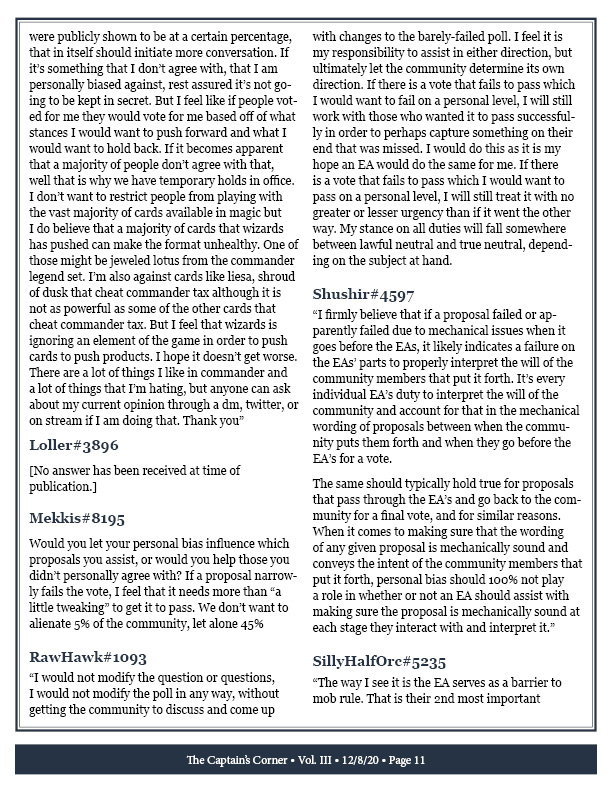 were publicly shown to be at a certain percentage,
that in itself should initiate more conversation. If
it's something that I don't agree with, that I am
personally biased against, rest assured it's not go-
ing to be kept in secret. But I feel like if people vot-
ed for me they would vote for me based off of what
stances I would want to push forward and what I
would want to hold back. If it becomes apparent
that a majority of people don't agree with that,
well that is why we have temporary holds in office.
I don't want to restrict people from playing with
the vast majority of cards available in magic but
I do believe that a majority of cards that wizards
has pushed can make the format unhealthy. One of
those might be jeweled lotus from the commander
legend set. I'm also against cards like liesa, shroud
of dusk that cheat commander tax although it is
not as powerful as some of the other cards that
cheat commander tax. But I feel that wizards is
ignoring an element of the game in order to push
cards to push products. I hope it doesn't get worse.
There are a lot of things I like in commander and
a lot of things that I'm hating, but anyone can ask
about my current opinion through a dm, twitter, or
on stream if I am doing that. Thank you"
Loller#3896
[No answer has been received at time of
publication.]
Mekkis#8195
Would you let your personal bias influence which
proposals you assist, or would you help those you
didn't personally agree with? If a proposal narrow-
ly fails the vote, I feel that it needs more than "a
little tweaking" to get it to pass. We don't want to
alienate 5% of the community, let alone 45%
RawHawk#1093
"I would not modify the question or questions,
I would not modify the poll in any way, without
getting the community to discuss and come up
with changes to the barely-failed poll. I feel it is
my responsibility to assist in either direction, but
ultimately let the community determine its own
direction. If there is a vote that fails to pass which
I would want to fail on a personal level, I will still
work with those who wanted it to pass successful-
ly in order to perhaps capture something on their
end that was missed. I would do this as it is my
hope an EA would do the same for me. If there
is a vote that fails to pass which I would want to
pass on a personal level, I will still treat it with no
greater or lesser urgency than if it went the other
way. My stance on all duties will fall somewhere
between lawful neutral and true neutral, depend-
ing on the subject at hand.
Shushir#4597
"I firmly believe that if a proposal failed or ap-
parently failed due to mechanical issues when it
goes before the EAs, it likely indicates a failure on
the EAs' parts to properly interpret the will of the
community members that put it forth. It's every
individual EA's duty to interpret the will of the
community and account for that in the mechanical
wording of proposals between when the commu-
nity puts them forth and when they go before the
EA's for a vote.
The same should typically hold true for proposals
that pass through the EA's and go back to the com-
munity for a final vote, and for similar reasons.
When it comes to making sure that the wording
of any given proposal is mechanically sound and
conveys the intent of the community members that
put it forth, personal bias should 100% not play
a role in whether or not an EA should assist with
making sure the proposal is mechanically sound at
each stage they interact with and interpret it."
SillyHalfOrc#5235
"The way I see it is the EA serves as a barrier to
mob rule. That is their 2nd most important
The Captain's Corner • Vol. III • 12/8/20 • Page 11